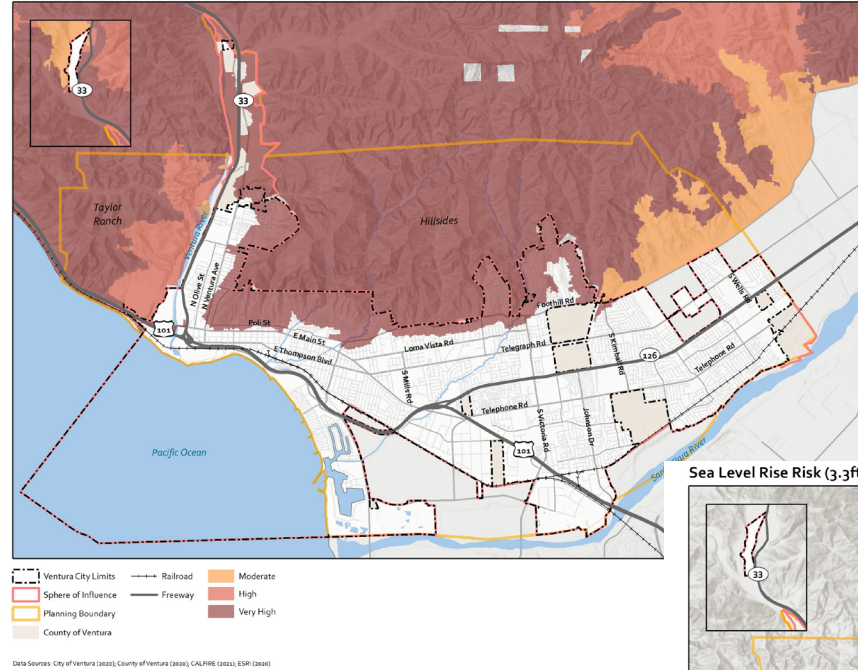 33
33
Taylor
Ranch
Hillsides
Ventura River
N Olive St
N Ventura Ave
101
Poli St
E Main St
E Thompson Blvd
Loma Vista Rd
Foothill Rd
Telegraph Rd
S Wells Rd
S Kimball Rd
126
Telephone Rd
S Mills Rd
Telephone Rd
S Victoria Rd
Johnson Dr
101
Pacific Ocean
River
Sea Level Rise Risk (3.3ft
33
Ventura City Limits
Railroad
Moderate
Sphere of Influence
Freeway
High
Planning Boundary
Very High
County of Ventura
Data Sources: City of Ventura (2020); County of Ventura (2020); CALFIRE (2021); ESRI (2020)